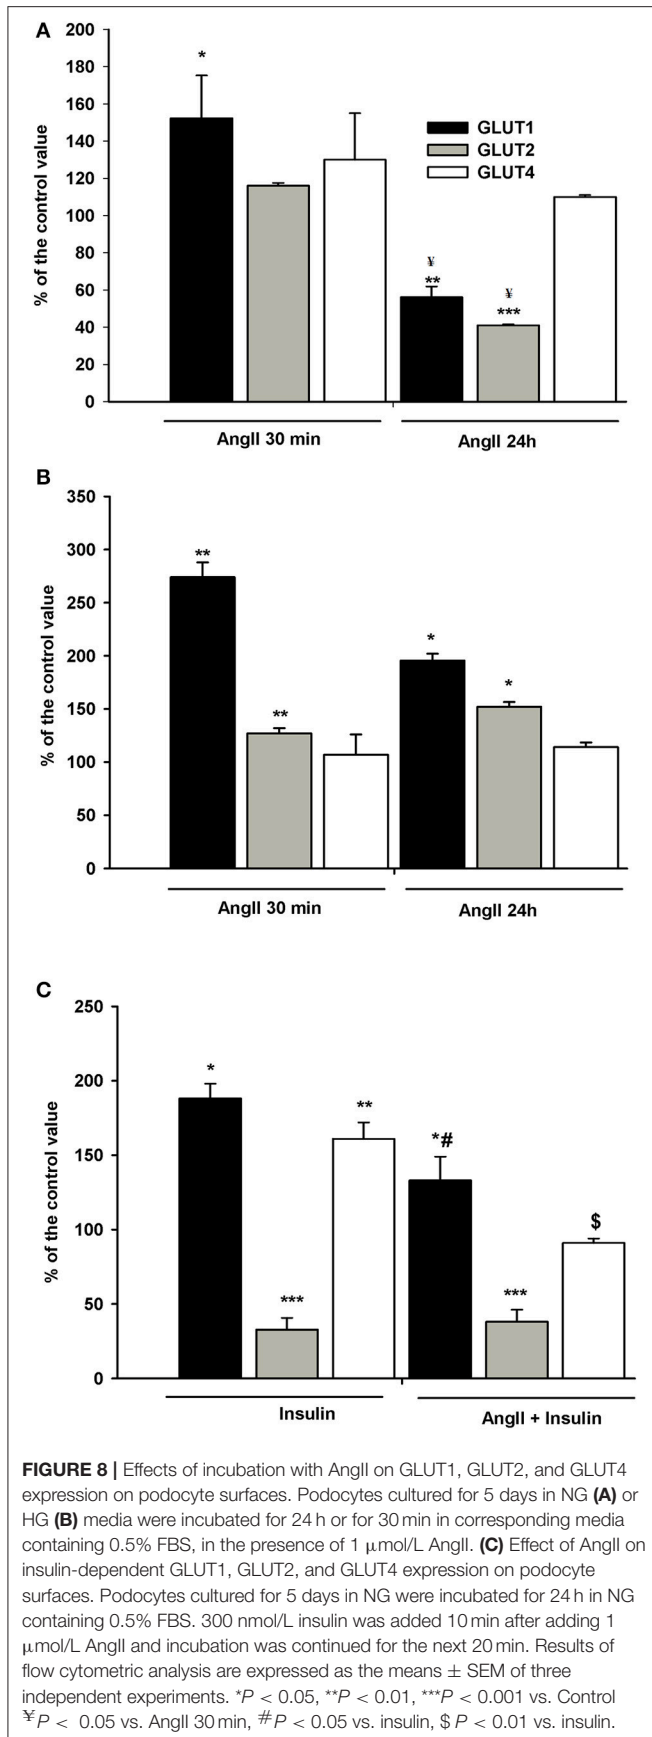 A
200
180
160
140
120
100
80
60
40
20
0
% of the control value
*
GLUT1
GLUT2
GLUT4
¥
**
¥
***
AngII 30 min
AngII 24h
B
350
300
250
200
150
100
50
0
% of the control value
**
**
*
*
AngII 30 min
AngII 24h
C
250
200
150
100
50
0
% of the control value
*
***
**
*#
***
$
Insulin
AngII + Insulin
FIGURE 8 | Effects of incubation with AngII on GLUT1, GLUT2, and GLUT4
expression on podocyte surfaces. Podocytes cultured for 5 days in NG (A) or
HG (B) media were incubated for 24 h or for 30 min in corresponding media
containing 0.5% FBS, in the presence of 1 μmol/L AngII. (C) Effect of AngII on
insulin-dependent GLUT1, GLUT2, and GLUT4 expression on podocyte
surfaces. Podocytes cultured for 5 days in NG were incubated for 24 h in NG
containing 0.5% FBS. 300 nmol/L insulin was added 10 min after adding 1
μmol/L AngII and incubation was continued for the next 20 min. Results of
flow cytometric analysis are expressed as the means ± SEM of three
independent experiments. *P < 0.05, **P < 0.01, ***P < 0.001 vs. Control
¥P < 0.05 vs. AngII 30 min, #P < 0.05 vs. insulin, $ P < 0.01 vs. insulin.